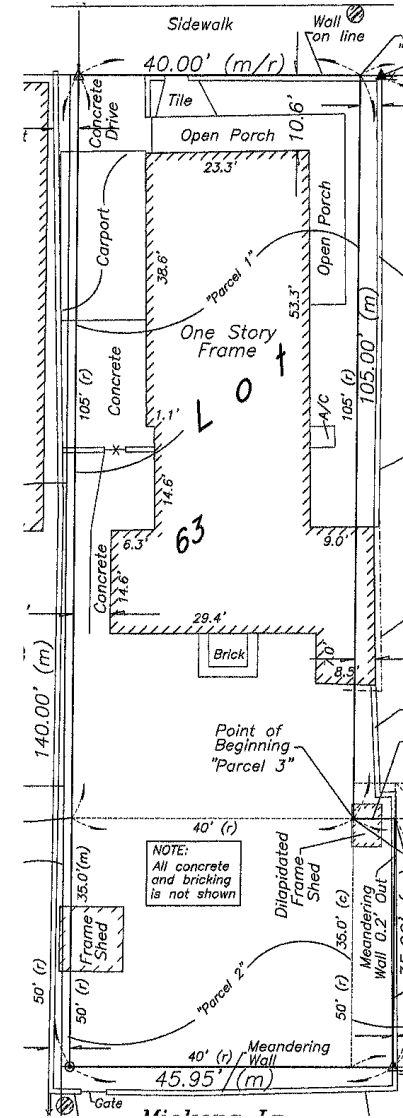 Sidewalk
Wall
on line
40.00' (m/r)
Concrete
Drive
Tile
Open Porch
10.6'
23.3'
Carport
38.6'
"Parcel 1"
53.3'
Open Porch
One Story
Frame
105' (r)
Concrete
1.1'
Lot
63
A/C
105' (r)
105.00' (m)
14.6'
6.3'
9.0'
Concrete
14.6'
29.4'
Brick
7.0'
8.5'
140.00' (m)
Point of
Beginning
"Parcel 3"
40' (r)
NOTE:
All concrete
and bricking
is not shown
35.0'(m)
Dilapidated
Frame
Shed
35.0' (c)
Meandering
Wall 0.2' Out
Frame
Shed
50' (r)
50' (r)
"Parcel 2"
50' (r)
40' (r)
Meandering
Wall
45.95' (m)
Gate